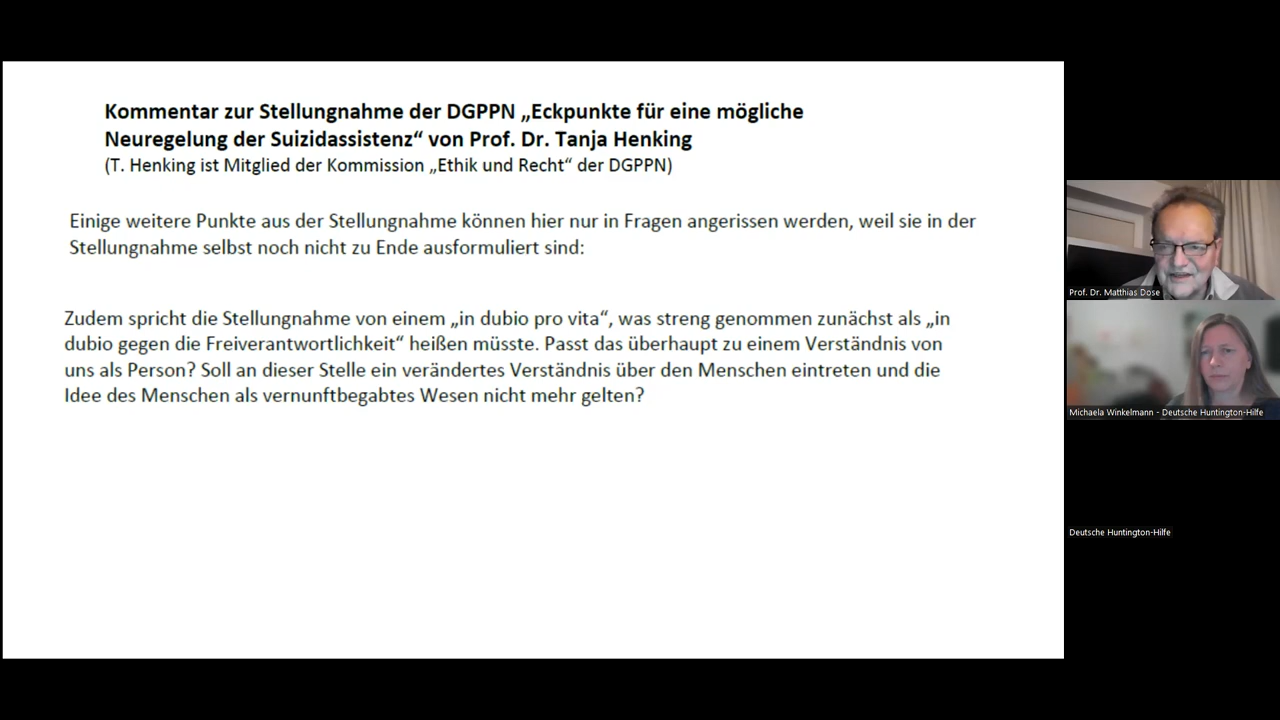 Kommentar zur Stellungnahme der DGPPN „Eckpunkte für eine mögliche
Neuregelung der Suizidassistenz“ von Prof. Dr. Tanja Henking
(T. Henking ist Mitglied der Kommission „Ethik und Recht“ der DGPPN)
Einige weitere Punkte aus der Stellungnahme können hier nur in Fragen angerissen werden, weil sie in der
Stellungnahme selbst noch nicht zu Ende ausformuliert sind:
Zudem spricht die Stellungnahme von einem „in dubio pro vita“, was streng genommen zunächst als „in
dubio gegen die Freiverantwortlichkeit“ heißen müsste. Passt das überhaupt zu einem Verständnis von
uns als Person? Soll an dieser Stelle ein verändertes Verständnis über den Menschen eintreten und die
Idee des Menschen als vernunftbegabtes Wesen nicht mehr gelten?
Prof. Dr. Matthias Dose
Michaela Winkelmann - Deutsche Huntington-Hilfe
Deutsche Huntington-Hilfe